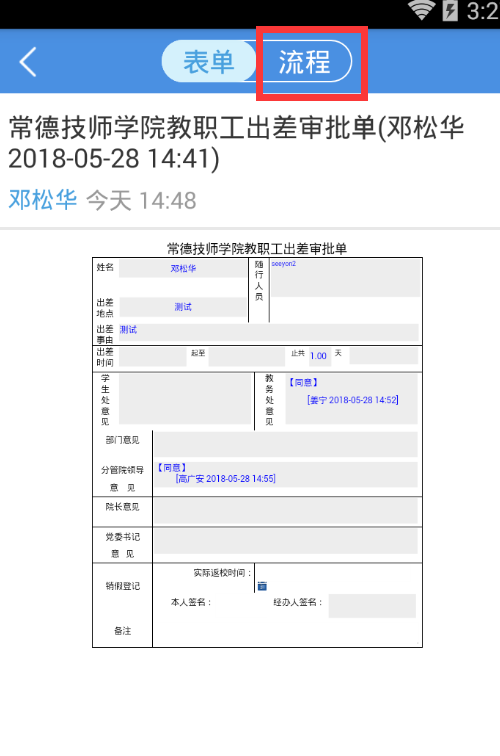 3:2
表单 流程
常德技师学院教职工出差审批单(邓松华
2018-05-28 14:41)
邓松华 今天 14:48
常德技师学院教职工出差审批单
姓名 邓松华 随行人员 seeyon2
出差地点 测试
出差事由 测试
出差时间 起至 止共 1.00 天
学生处意见 教务处意见 【同意】
[姜宁 2018-05-28 14:52]
部门意见
分管院领导意 见 【同意】
[高广安 2018-05-28 14:55]
院长意见
党委书记意 见
销假登记 实际返校时间：
本人签名： 经办人签名：
备注